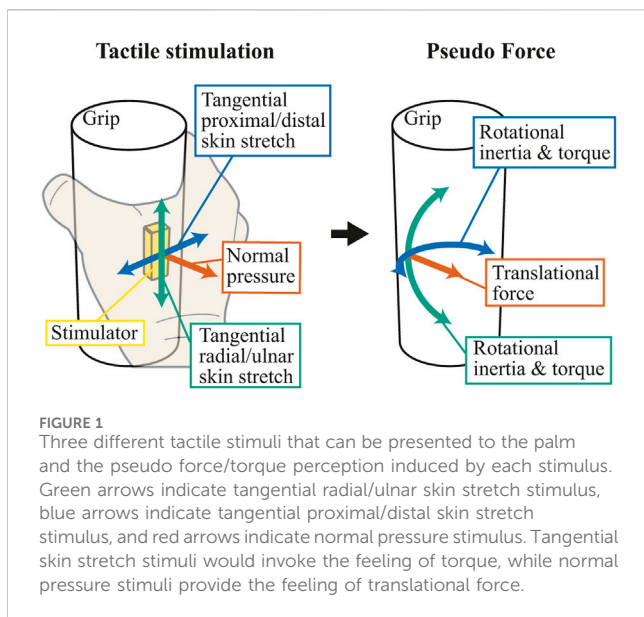 Tactile stimulation
Pseudo Force
Grip
Tangential
proximal/distal
skin stretch
Normal
pressure
Stimulator
Tangential
radial/ulnar
skin stretch
Grip
Rotational
inertia & torque
Translational
force
Rotational
inertia & torque
FIGURE 1
Three different tactile stimuli that can be presented to the palm
and the pseudo force/torque perception induced by each stimulus.
Green arrows indicate tangential radial/ulnar skin stretch stimulus,
blue arrows indicate tangential proximal/distal skin stretch
stimulus, and red arrows indicate normal pressure stimulus. Tangential
skin stretch stimuli would invoke the feeling of torque, while normal
pressure stimuli provide the feeling of translational force.